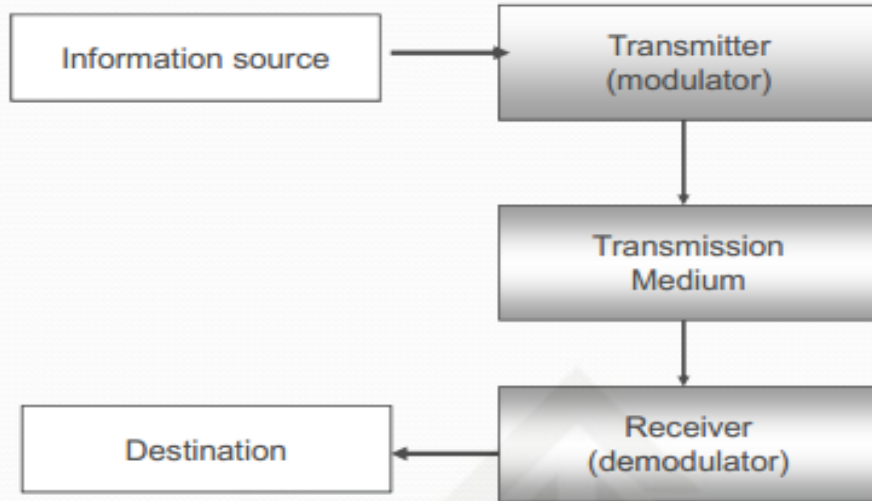 Information source
Transmitter
(modulator)
Transmission
Medium
Receiver
(demodulator)
Destination